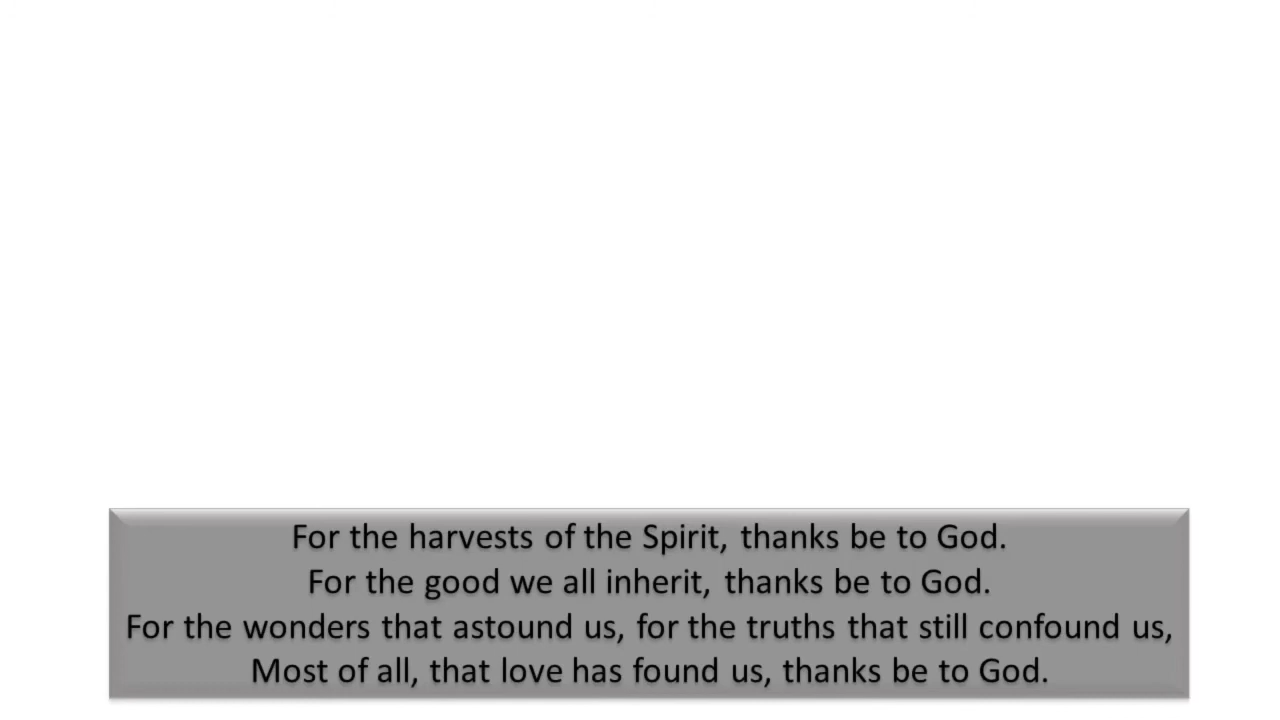 For the harvests of the Spirit, thanks be to God.
For the good we all inherit, thanks be to God.
For the wonders that astound us, for the truths that still confound us,
Most of all, that love has found us, thanks be to God.